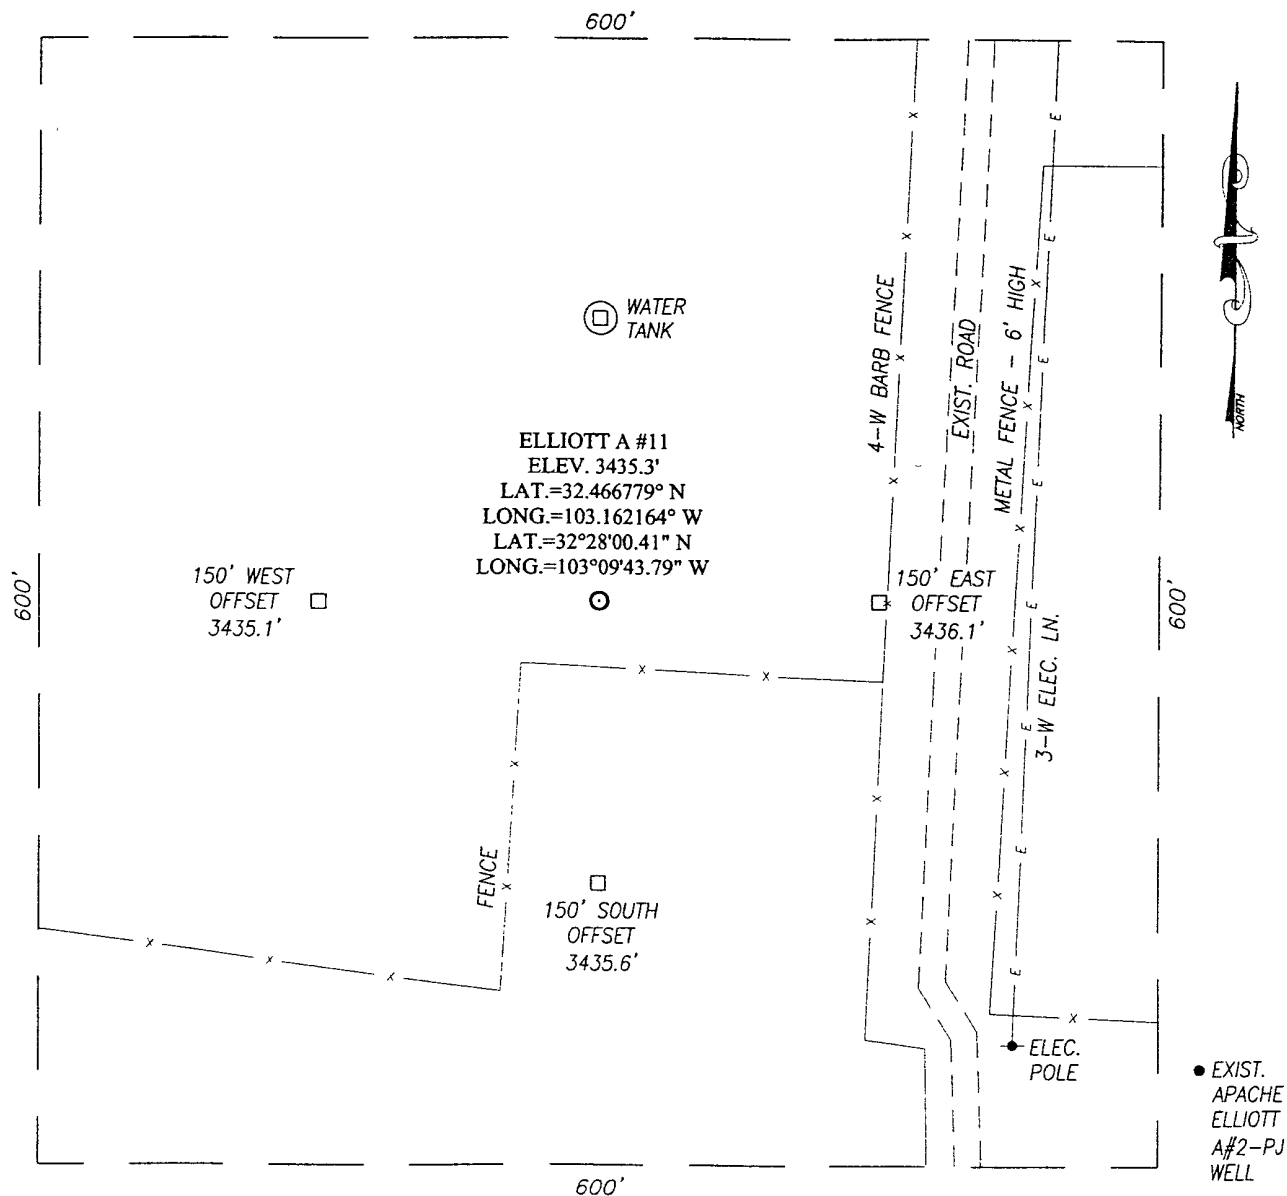 600'
NORTH
WATER
TANK
4-W BARB FENCE
EXIST. ROAD
METAL FENCE - 6' HIGH
ELLIOTT A #11
ELEV. 3435.3'
LAT.=32.466779° N
LONG.=103.162164° W
LAT.=32°28'00.41" N
LONG.=103°09'43.79" W
600'
150' WEST
OFFSET
3435.1'
150' EAST
OFFSET
3436.1'
600'
3-W ELEC. LN.
FENCE
150' SOUTH
OFFSET
3435.6'
ELEC.
POLE
EXIST.
APACHE
ELLIOTT
A#2-PJ
WELL
600'